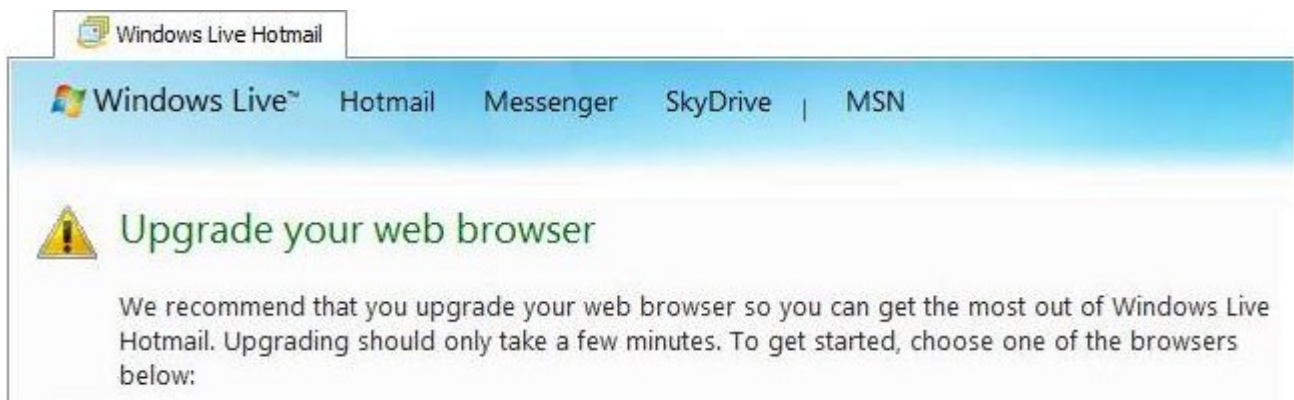 Windows Live Hotmail
Windows Live™ Hotmail Messenger SkyDrive | MSN
Upgrade your web browser
We recommend that you upgrade your web browser so you can get the most out of Windows Live
Hotmail. Upgrading should only take a few minutes. To get started, choose one of the browsers
below: